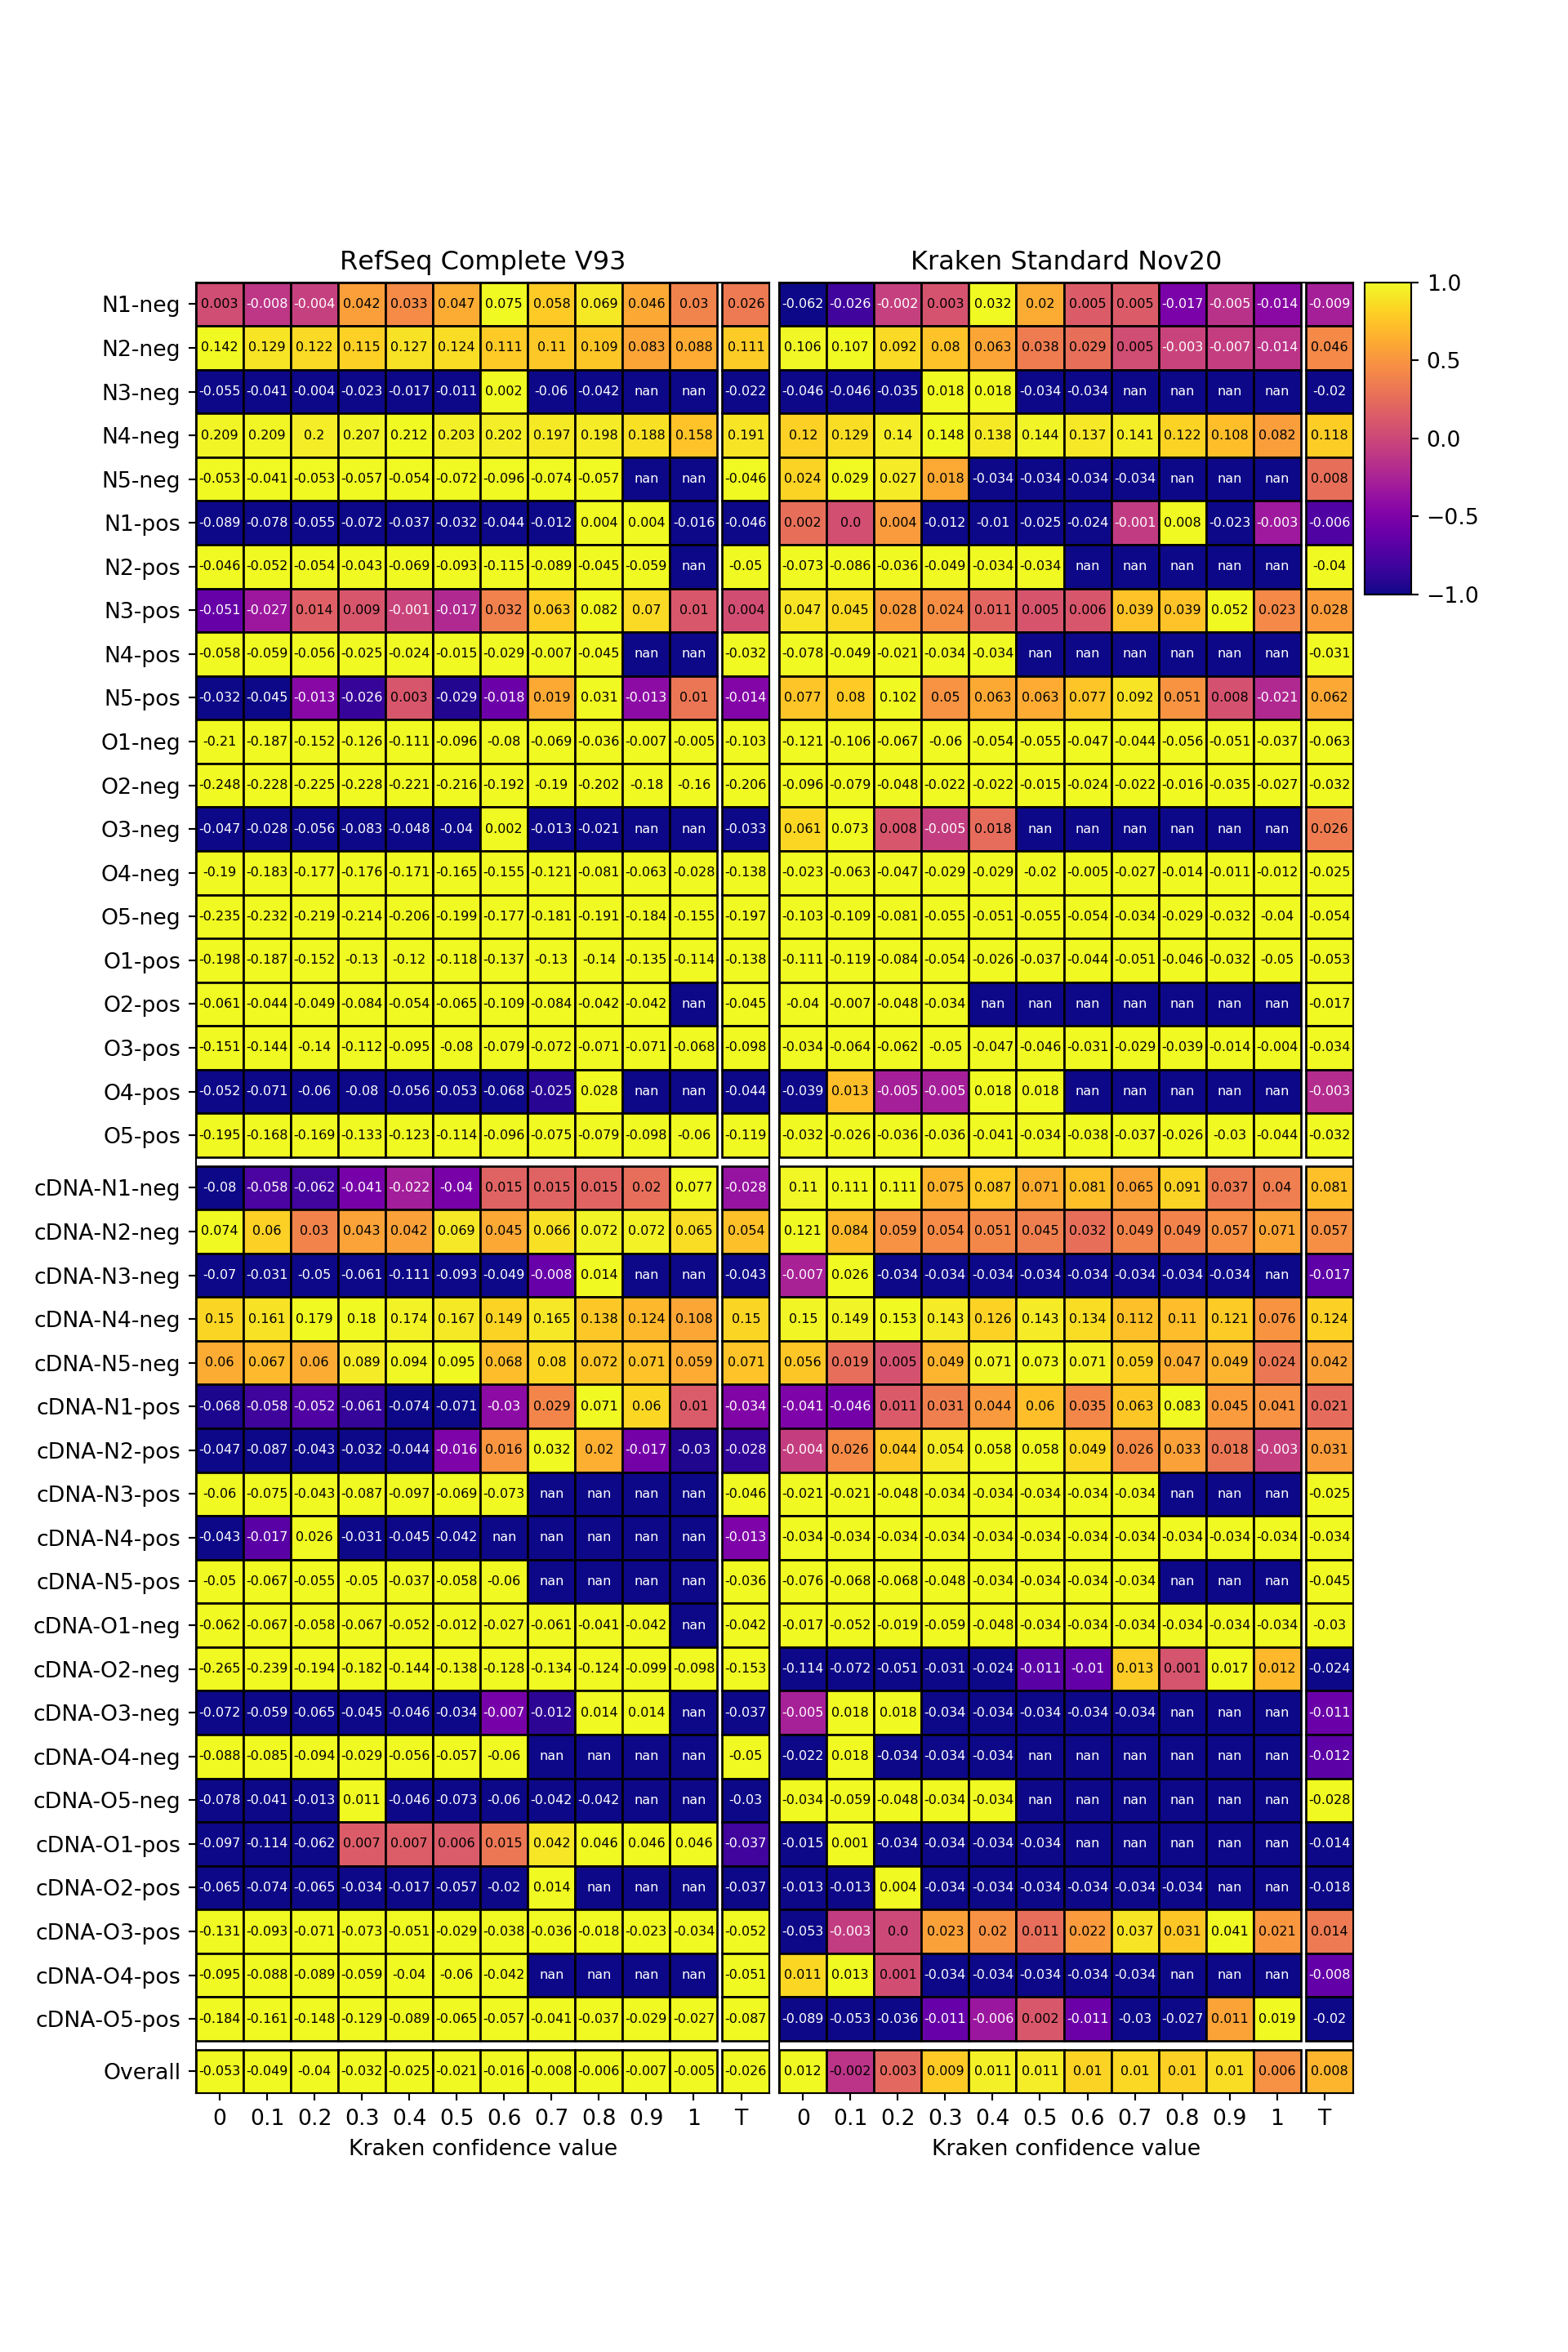 RefSeq Complete V93 Kraken Standard Nov20
N1-neg 0.003 -0.008 -0.004 0.042 0.033 0.047 0.075 0.058 0.069 0.046 0.03 0.026 -0.062 -0.026 -0.002 0.003 0.032 0.02 0.005 0.005 -0.017 -0.005 -0.014 -0.009 1.0
N2-neg 0.142 0.129 0.122 0.115 0.127 0.124 0.111 0.11 0.109 0.083 0.088 0.111 0.106 0.107 0.092 0.08 0.063 0.038 0.029 0.005 -0.003 -0.007 -0.014 0.046 0.5
N3-neg -0.055 -0.041 -0.004 -0.023 -0.017 -0.011 0.002 -0.06 -0.042 nan nan -0.022 -0.046 -0.046 -0.035 0.018 0.018 -0.034 -0.034 nan nan nan nan -0.02
N4-neg 0.209 0.209 0.2 0.207 0.212 0.203 0.202 0.197 0.198 0.188 0.158 0.191 0.12 0.129 0.14 0.148 0.138 0.144 0.137 0.141 0.122 0.108 0.082 0.118 0.0
N5-neg -0.053 -0.041 -0.053 -0.057 -0.054 -0.072 -0.096 -0.074 -0.057 nan nan -0.046 0.024 0.029 0.027 0.018 -0.034 -0.034 -0.034 -0.034 nan nan nan 0.008
N1-pos -0.089 -0.078 -0.055 -0.072 -0.037 -0.032 -0.044 -0.012 0.004 0.004 -0.016 -0.046 0.002 0.0 0.004 -0.012 -0.01 -0.025 -0.024 -0.001 0.008 -0.023 -0.003 -0.006 −0.5
N2-pos -0.046 -0.052 -0.054 -0.043 -0.069 -0.093 -0.115 -0.089 -0.045 -0.059 nan -0.05 -0.073 -0.086 -0.036 -0.049 -0.034 -0.034 nan nan nan nan nan -0.04
N3-pos -0.051 -0.027 0.014 0.009 -0.001 -0.017 0.032 0.063 0.082 0.07 0.01 0.004 0.047 0.045 0.028 0.024 0.011 0.005 0.006 0.039 0.039 0.052 0.023 0.028 −1.0
N4-pos -0.058 -0.059 -0.056 -0.025 -0.024 -0.015 -0.029 -0.007 -0.045 nan nan -0.032 -0.078 -0.049 -0.021 -0.034 -0.034 nan nan nan nan nan nan -0.031
N5-pos -0.032 -0.045 -0.013 -0.026 0.003 -0.029 -0.018 0.019 0.031 -0.013 0.01 -0.014 0.077 0.08 0.102 0.05 0.063 0.063 0.077 0.092 0.051 0.008 -0.021 0.062
O1-neg -0.21 -0.187 -0.152 -0.126 -0.111 -0.096 -0.08 -0.069 -0.036 -0.007 -0.005 -0.103 -0.121 -0.106 -0.067 -0.06 -0.054 -0.055 -0.047 -0.044 -0.056 -0.051 -0.037 -0.063
O2-neg -0.248 -0.228 -0.225 -0.228 -0.221 -0.216 -0.192 -0.19 -0.202 -0.18 -0.16 -0.206 -0.096 -0.079 -0.048 -0.022 -0.022 -0.015 -0.024 -0.022 -0.016 -0.035 -0.027 -0.032
O3-neg -0.047 -0.028 -0.056 -0.083 -0.048 -0.04 0.002 -0.013 -0.021 nan nan -0.033 0.061 0.073 0.008 -0.005 0.018 nan nan nan nan nan nan 0.026
O4-neg -0.19 -0.183 -0.177 -0.176 -0.171 -0.165 -0.155 -0.121 -0.081 -0.063 -0.028 -0.138 -0.023 -0.063 -0.047 -0.029 -0.029 -0.02 -0.005 -0.027 -0.014 -0.011 -0.012 -0.025
O5-neg -0.235 -0.232 -0.219 -0.214 -0.206 -0.199 -0.177 -0.181 -0.191 -0.184 -0.155 -0.197 -0.103 -0.109 -0.081 -0.055 -0.051 -0.055 -0.054 -0.034 -0.029 -0.032 -0.04 -0.054
O1-pos -0.198 -0.187 -0.152 -0.13 -0.12 -0.118 -0.137 -0.13 -0.14 -0.135 -0.114 -0.138 -0.111 -0.119 -0.084 -0.054 -0.026 -0.037 -0.044 -0.051 -0.046 -0.032 -0.05 -0.053
O2-pos -0.061 -0.044 -0.049 -0.084 -0.054 -0.065 -0.109 -0.084 -0.042 -0.042 nan -0.045 -0.04 -0.007 -0.048 -0.034 nan nan nan nan nan nan nan -0.017
O3-pos -0.151 -0.144 -0.14 -0.112 -0.095 -0.08 -0.079 -0.072 -0.071 -0.071 -0.068 -0.098 -0.034 -0.064 -0.062 -0.05 -0.047 -0.046 -0.031 -0.029 -0.039 -0.014 -0.004 -0.034
O4-pos -0.052 -0.071 -0.06 -0.08 -0.056 -0.053 -0.068 -0.025 0.028 nan nan -0.044 -0.039 0.013 -0.005 -0.005 0.018 0.018 nan nan nan nan nan -0.003
O5-pos -0.195 -0.168 -0.169 -0.133 -0.123 -0.114 -0.096 -0.075 -0.079 -0.098 -0.06 -0.119 -0.032 -0.026 -0.036 -0.036 -0.041 -0.034 -0.038 -0.037 -0.026 -0.03 -0.044 -0.032
cDNA-N1-neg -0.08 -0.058 -0.062 -0.041 -0.022 -0.04 0.015 0.015 0.015 0.02 0.077 -0.028 0.11 0.111 0.111 0.075 0.087 0.071 0.081 0.065 0.091 0.037 0.04 0.081
cDNA-N2-neg 0.074 0.06 0.03 0.043 0.042 0.069 0.045 0.066 0.072 0.072 0.065 0.054 0.121 0.084 0.059 0.054 0.051 0.045 0.032 0.049 0.049 0.057 0.071 0.057
cDNA-N3-neg -0.07 -0.031 -0.05 -0.061 -0.111 -0.093 -0.049 -0.008 0.014 nan nan -0.043 -0.007 0.026 -0.034 -0.034 -0.034 -0.034 -0.034 -0.034 -0.034 -0.034 nan -0.017
cDNA-N4-neg 0.15 0.161 0.179 0.18 0.174 0.167 0.149 0.165 0.138 0.124 0.108 0.15 0.15 0.149 0.153 0.143 0.126 0.143 0.134 0.112 0.11 0.121 0.076 0.124
cDNA-N5-neg 0.06 0.067 0.06 0.089 0.094 0.095 0.068 0.08 0.072 0.071 0.059 0.071 0.056 0.019 0.005 0.049 0.071 0.073 0.071 0.059 0.047 0.049 0.024 0.042
cDNA-N1-pos -0.068 -0.058 -0.052 -0.061 -0.074 -0.071 -0.03 0.029 0.071 0.06 0.01 -0.034 -0.041 -0.046 0.011 0.031 0.044 0.06 0.035 0.063 0.083 0.045 0.041 0.021
cDNA-N2-pos -0.047 -0.087 -0.043 -0.032 -0.044 -0.016 0.016 0.032 0.02 -0.017 -0.03 -0.028 -0.004 0.026 0.044 0.054 0.058 0.058 0.049 0.026 0.033 0.018 -0.003 0.031
cDNA-N3-pos -0.06 -0.075 -0.043 -0.087 -0.097 -0.069 -0.073 nan nan nan nan -0.046 -0.021 -0.021 -0.048 -0.034 -0.034 -0.034 -0.034 -0.034 nan nan nan -0.025
cDNA-N4-pos -0.043 -0.017 0.026 -0.031 -0.045 -0.042 nan nan nan nan nan -0.013 -0.034 -0.034 -0.034 -0.034 -0.034 -0.034 -0.034 -0.034 -0.034 -0.034 -0.034 -0.034
cDNA-N5-pos -0.05 -0.067 -0.055 -0.05 -0.037 -0.058 -0.06 nan nan nan nan -0.036 -0.076 -0.068 -0.068 -0.048 -0.034 -0.034 -0.034 -0.034 nan nan nan -0.045
cDNA-O1-neg -0.062 -0.067 -0.058 -0.067 -0.052 -0.012 -0.027 -0.061 -0.041 -0.042 nan -0.042 -0.017 -0.052 -0.019 -0.059 -0.048 -0.034 -0.034 -0.034 -0.034 -0.034 -0.034 -0.03
cDNA-O2-neg -0.265 -0.239 -0.194 -0.182 -0.144 -0.138 -0.128 -0.134 -0.124 -0.099 -0.098 -0.153 -0.114 -0.072 -0.051 -0.031 -0.024 -0.011 -0.01 0.013 0.001 0.017 0.012 -0.024
cDNA-O3-neg -0.072 -0.059 -0.065 -0.045 -0.046 -0.034 -0.007 -0.012 0.014 0.014 nan -0.037 -0.005 0.018 0.018 -0.034 -0.034 -0.034 -0.034 -0.034 nan nan nan -0.011
cDNA-O4-neg -0.088 -0.085 -0.094 -0.029 -0.056 -0.057 -0.06 nan nan nan nan -0.05 -0.022 0.018 -0.034 -0.034 -0.034 nan nan nan nan nan nan -0.012
cDNA-O5-neg -0.078 -0.041 -0.013 0.011 -0.046 -0.073 -0.06 -0.042 -0.042 nan nan -0.03 -0.034 -0.059 -0.048 -0.034 -0.034 nan nan nan nan nan nan -0.028
cDNA-O1-pos -0.097 -0.114 -0.062 0.007 0.007 0.006 0.015 0.042 0.046 0.046 0.046 -0.037 -0.015 0.001 -0.034 -0.034 -0.034 -0.034 nan nan nan nan nan -0.014
cDNA-O2-pos -0.065 -0.074 -0.065 -0.034 -0.017 -0.057 -0.02 0.014 nan nan nan -0.037 -0.013 -0.013 0.004 -0.034 -0.034 -0.034 -0.034 -0.034 -0.034 nan nan -0.018
cDNA-O3-pos -0.131 -0.093 -0.071 -0.073 -0.051 -0.029 -0.038 -0.036 -0.018 -0.023 -0.034 -0.052 -0.053 -0.003 0.0 0.023 0.02 0.011 0.022 0.037 0.031 0.041 0.021 0.014
cDNA-O4-pos -0.095 -0.088 -0.089 -0.059 -0.04 -0.06 -0.042 nan nan nan nan -0.051 0.011 0.013 0.001 -0.034 -0.034 -0.034 -0.034 -0.034 nan nan nan -0.008
cDNA-O5-pos -0.184 -0.161 -0.148 -0.129 -0.089 -0.065 -0.057 -0.041 -0.037 -0.029 -0.027 -0.087 -0.089 -0.053 -0.036 -0.011 -0.006 0.002 -0.011 -0.03 -0.027 0.011 0.019 -0.02
Overall -0.053 -0.049 -0.04 -0.032 -0.025 -0.021 -0.016 -0.008 -0.006 -0.007 -0.005 -0.026 0.012 -0.002 0.003 0.009 0.011 0.011 0.01 0.01 0.01 0.01 0.006 0.008
0 0.1 0.2 0.3 0.4 0.5 0.6 0.7 0.8 0.9 1 T 0 0.1 0.2 0.3 0.4 0.5 0.6 0.7 0.8 0.9 1 T
Kraken confidence value Kraken confidence value